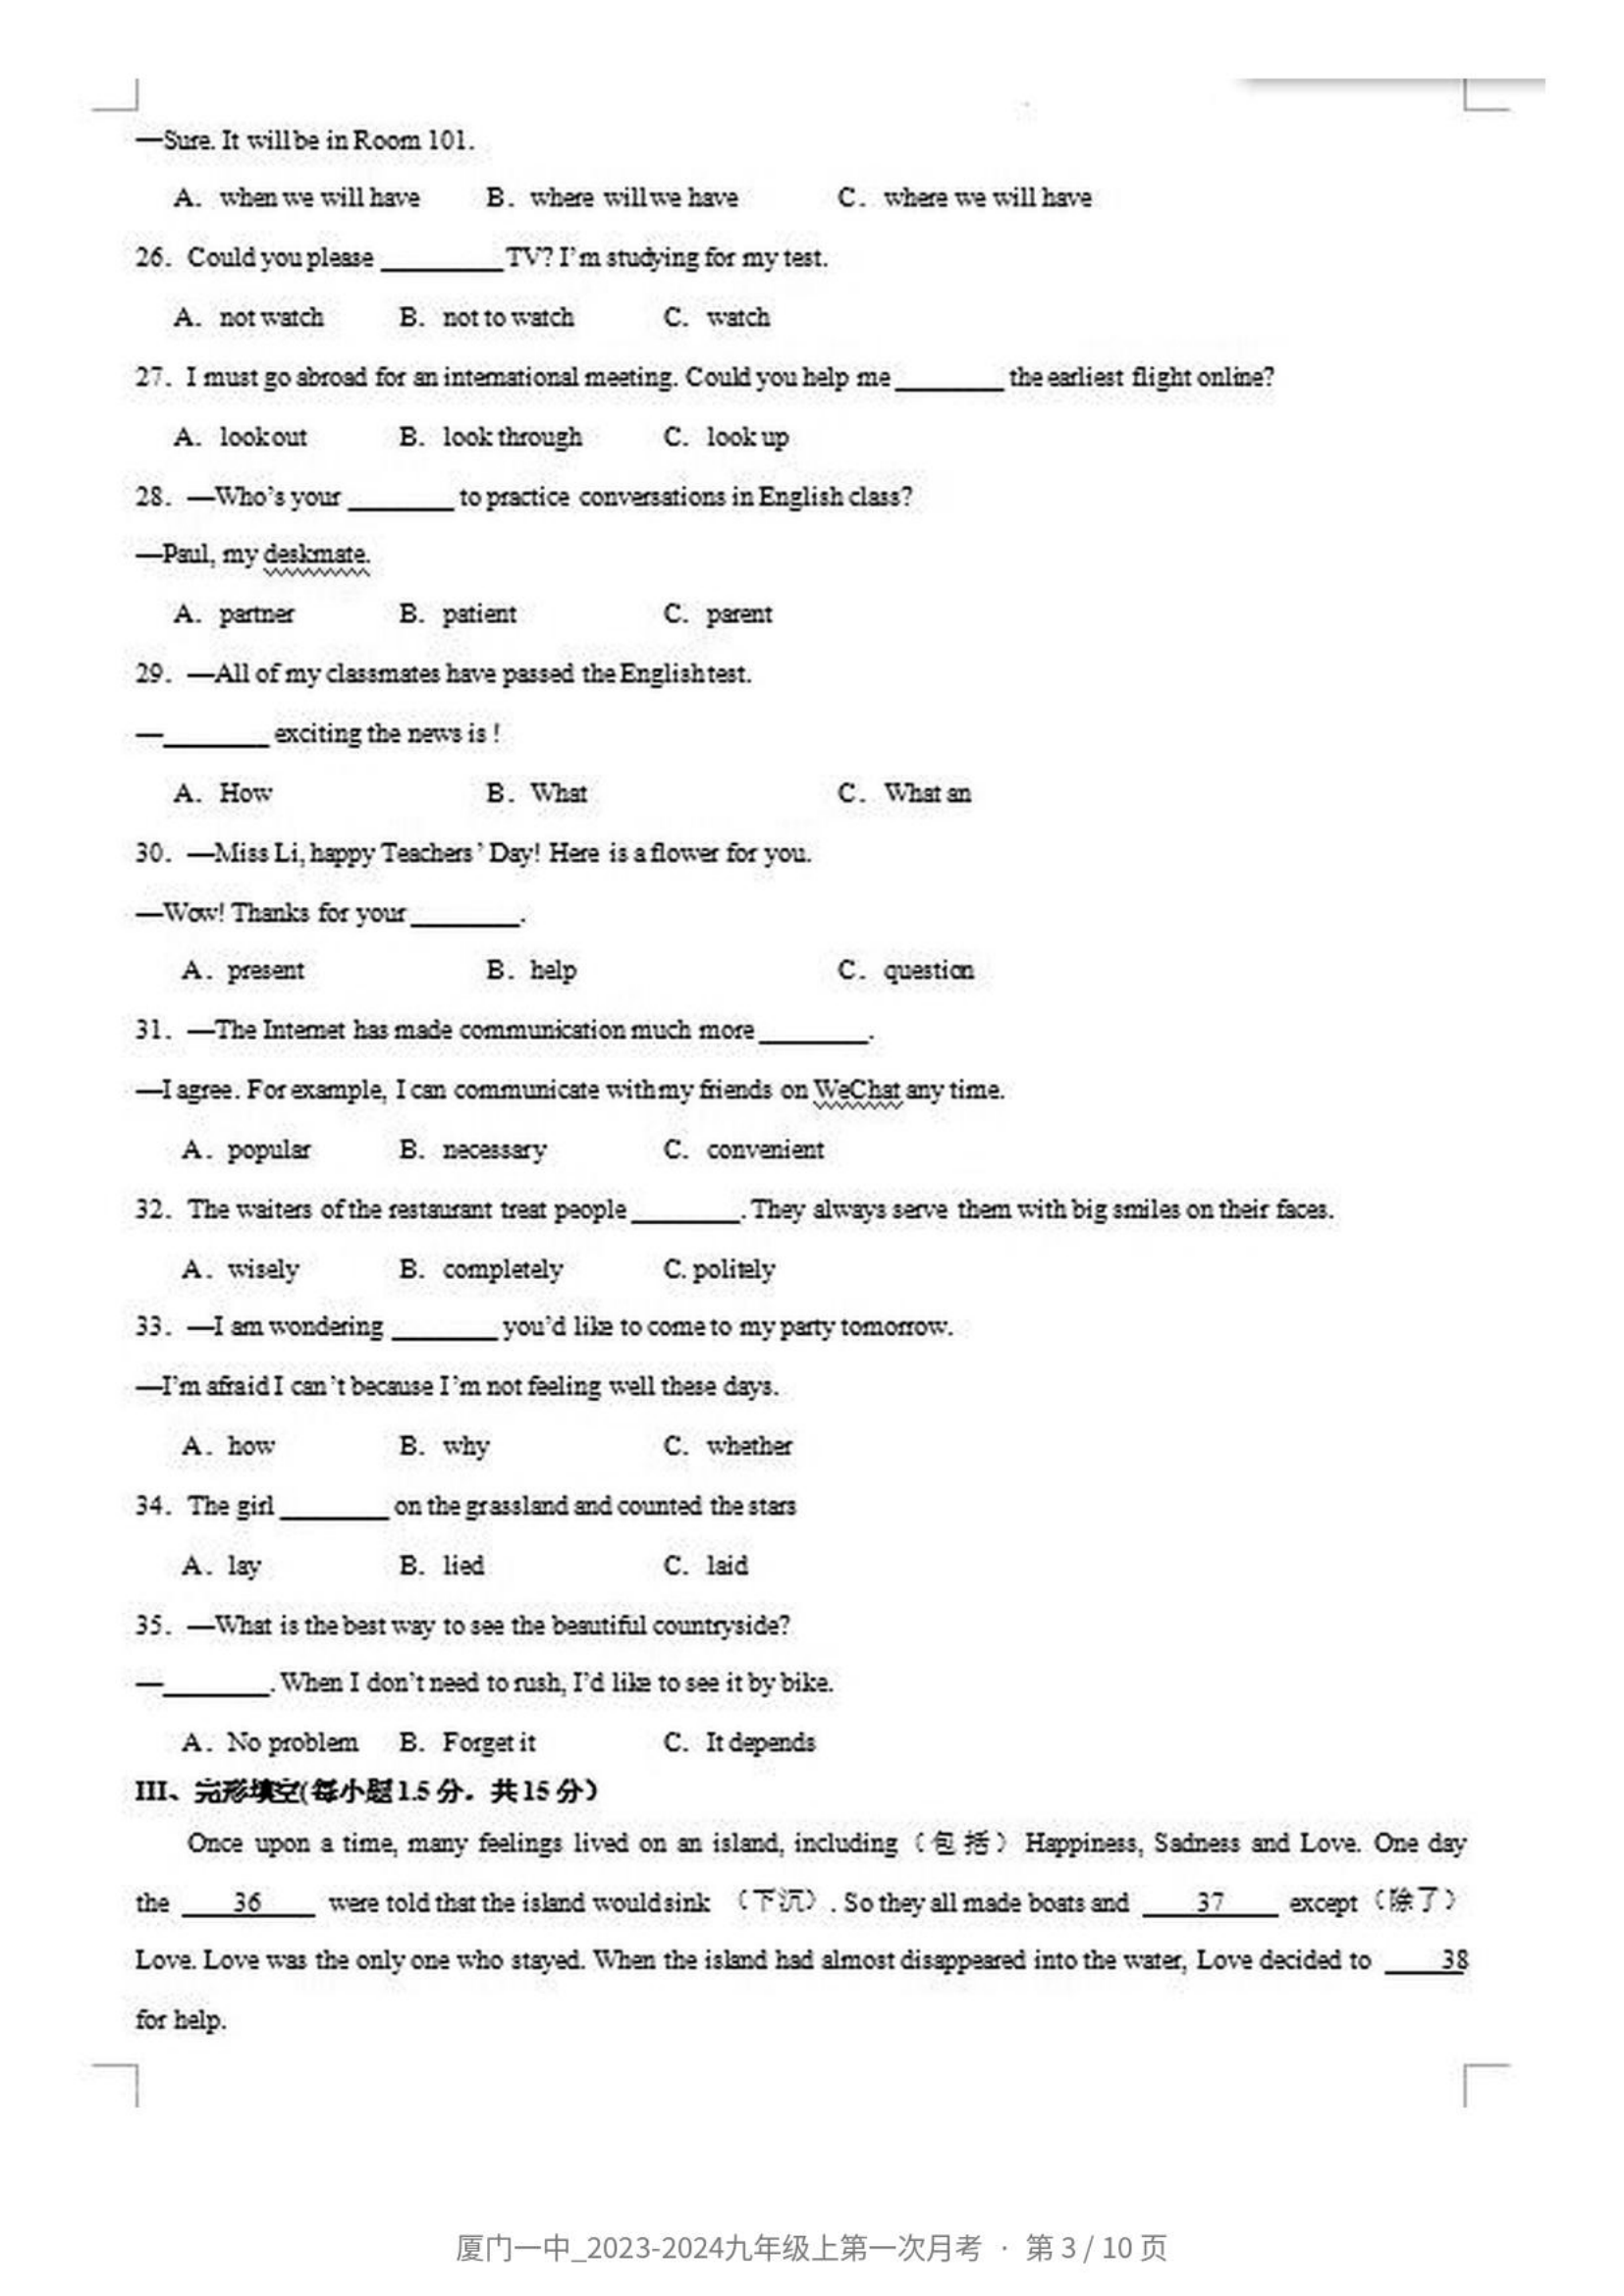 —Sure. It will be in Room 101.
A. when we will have B. where will we have C. where we will have
26. Could you please ________ TV? I'm studying for my test.
A. not watch B. not to watch C. watch
27. I must go abroad for an international meeting. Could you help me ________ the earliest flight online?
A. look out B. look through C. look up
28. —Who's your ________ to practice conversations in English class?
—Paul, my deskmate.
A. partner B. patient C. parent
29. —All of my classmates have passed the English test.
—________ exciting the news is !
A. How B. What C. What an
30. —Miss Li, happy Teachers' Day! Here is a flower for you.
—Wow! Thanks for your ________.
A. present B. help C. question
31. —The Internet has made communication much more ________.
—I agree. For example, I can communicate with my friends on WeChat any time.
A. popular B. necessary C. convenient
32. The waiters of the restaurant treat people ________. They always serve them with big smiles on their faces.
A. wisely B. completely C. politely
33. —I am wondering ________ you'd like to come to my party tomorrow.
—I'm afraid I can't because I'm not feeling well these days.
A. how B. why C. whether
34. The girl ________ on the grassland and counted the stars
A. lay B. lied C. laid
35. —What is the best way to see the beautiful countryside?
—________. When I don't need to rush, I'd like to see it by bike.
A. No problem B. Forget it C. It depends
III、完形填空(每小题1.5分．共15分）
Once upon a time, many feelings lived on an island, including（包括）Happiness, Sadness and Love. One day
the ____36____ were told that the island would sink （下沉）. So they all made boats and ____37____ except（除了）
Love. Love was the only one who stayed. When the island had almost disappeared into the water, Love decided to ____38
for help.
厦门一中_2023-2024九年级上第一次月考 · 第 3 / 10 页